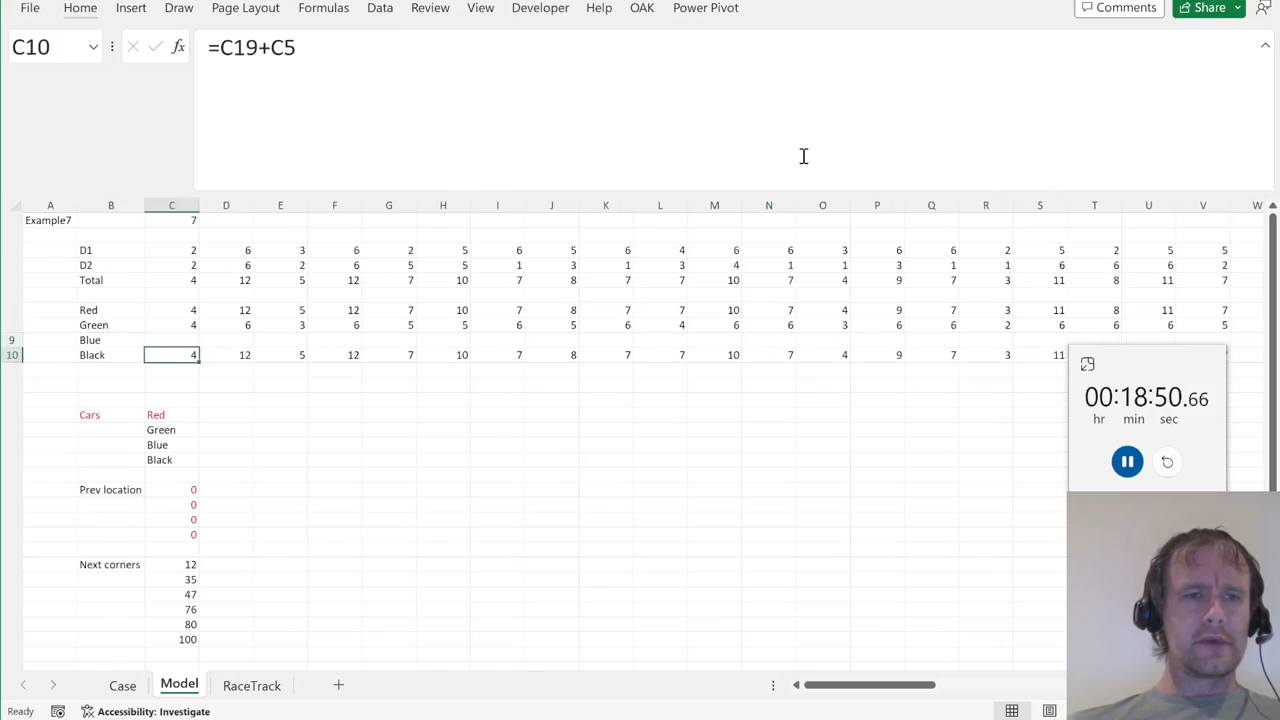 File Home Insert Draw Page Layout Formulas Data Review View Developer Help OAK Power Pivot Comments Share
C10 fx =C19+C5
A B C D E F G H I J K L M N O P Q R S T U V W
Example7 7
D1 2 6 3 6 2 5 6 5 6 4 6 6 3 6 6 2 5 2 5 5
D2 2 6 2 6 5 5 1 3 1 3 4 1 1 3 1 1 6 6 6 2
Total 4 12 5 12 7 10 7 8 7 7 10 7 4 9 7 3 11 8 11 7
Red 4 12 5 12 7 10 7 8 7 7 10 7 4 9 7 3 11 8 11 7
Green 4 6 3 6 5 5 6 5 6 4 6 6 3 6 6 2 6 6 6 5
9 Blue
10 Black 4 12 5 12 7 10 7 8 7 7 10 7 4 9 7 3 11
00:18:50.66
hr min sec
Cars Red
Green
Blue
Black
Prev location 0
0
0
0
Next corners 12
35
47
76
80
100
Case Model RaceTrack
Ready Accessibility: Investigate